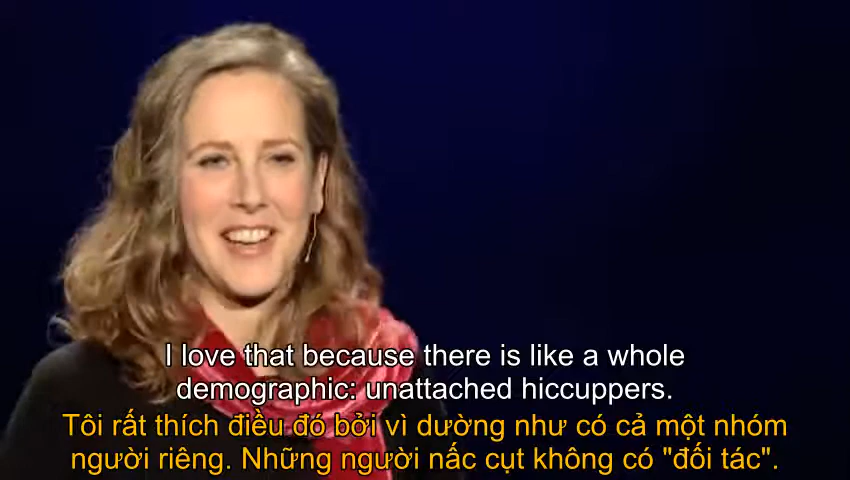 I love that because there is like a whole
demographic: unattached hiccuppers.
Tôi rất thích điều đó bởi vì dường như có cả một nhóm
người riêng. Những người nấc cụt không có "đối tác".